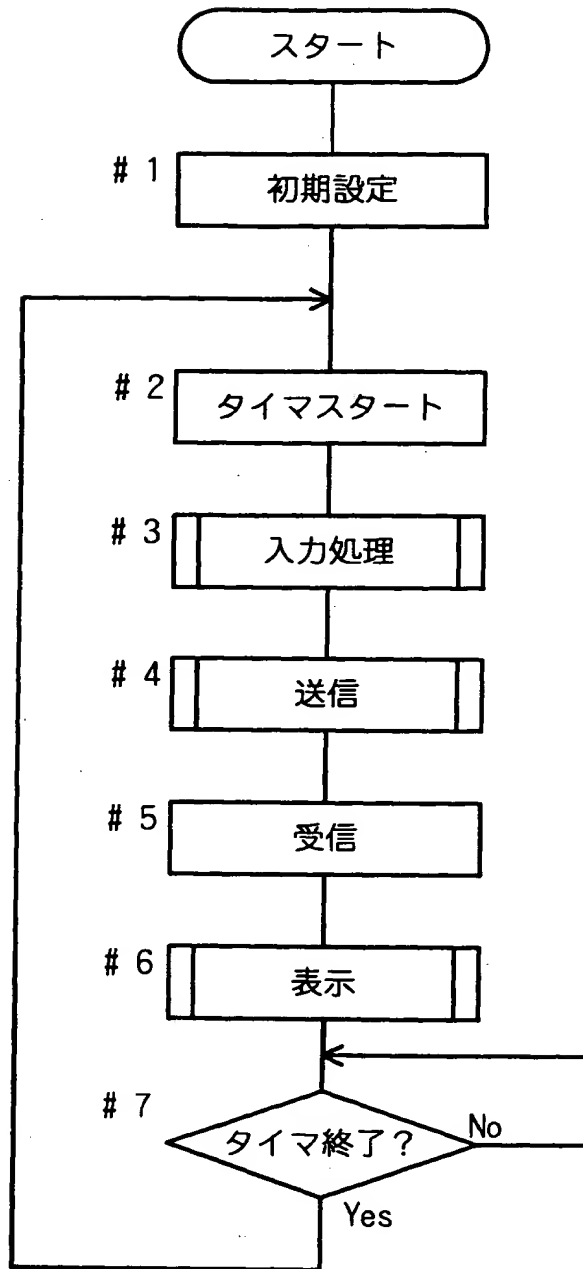 スタート
# 1
初期設定
# 2
タイマスタート
# 3
入力処理
# 4
送信
# 5
受信
# 6
表示
# 7
タイマ終了？
No
Yes